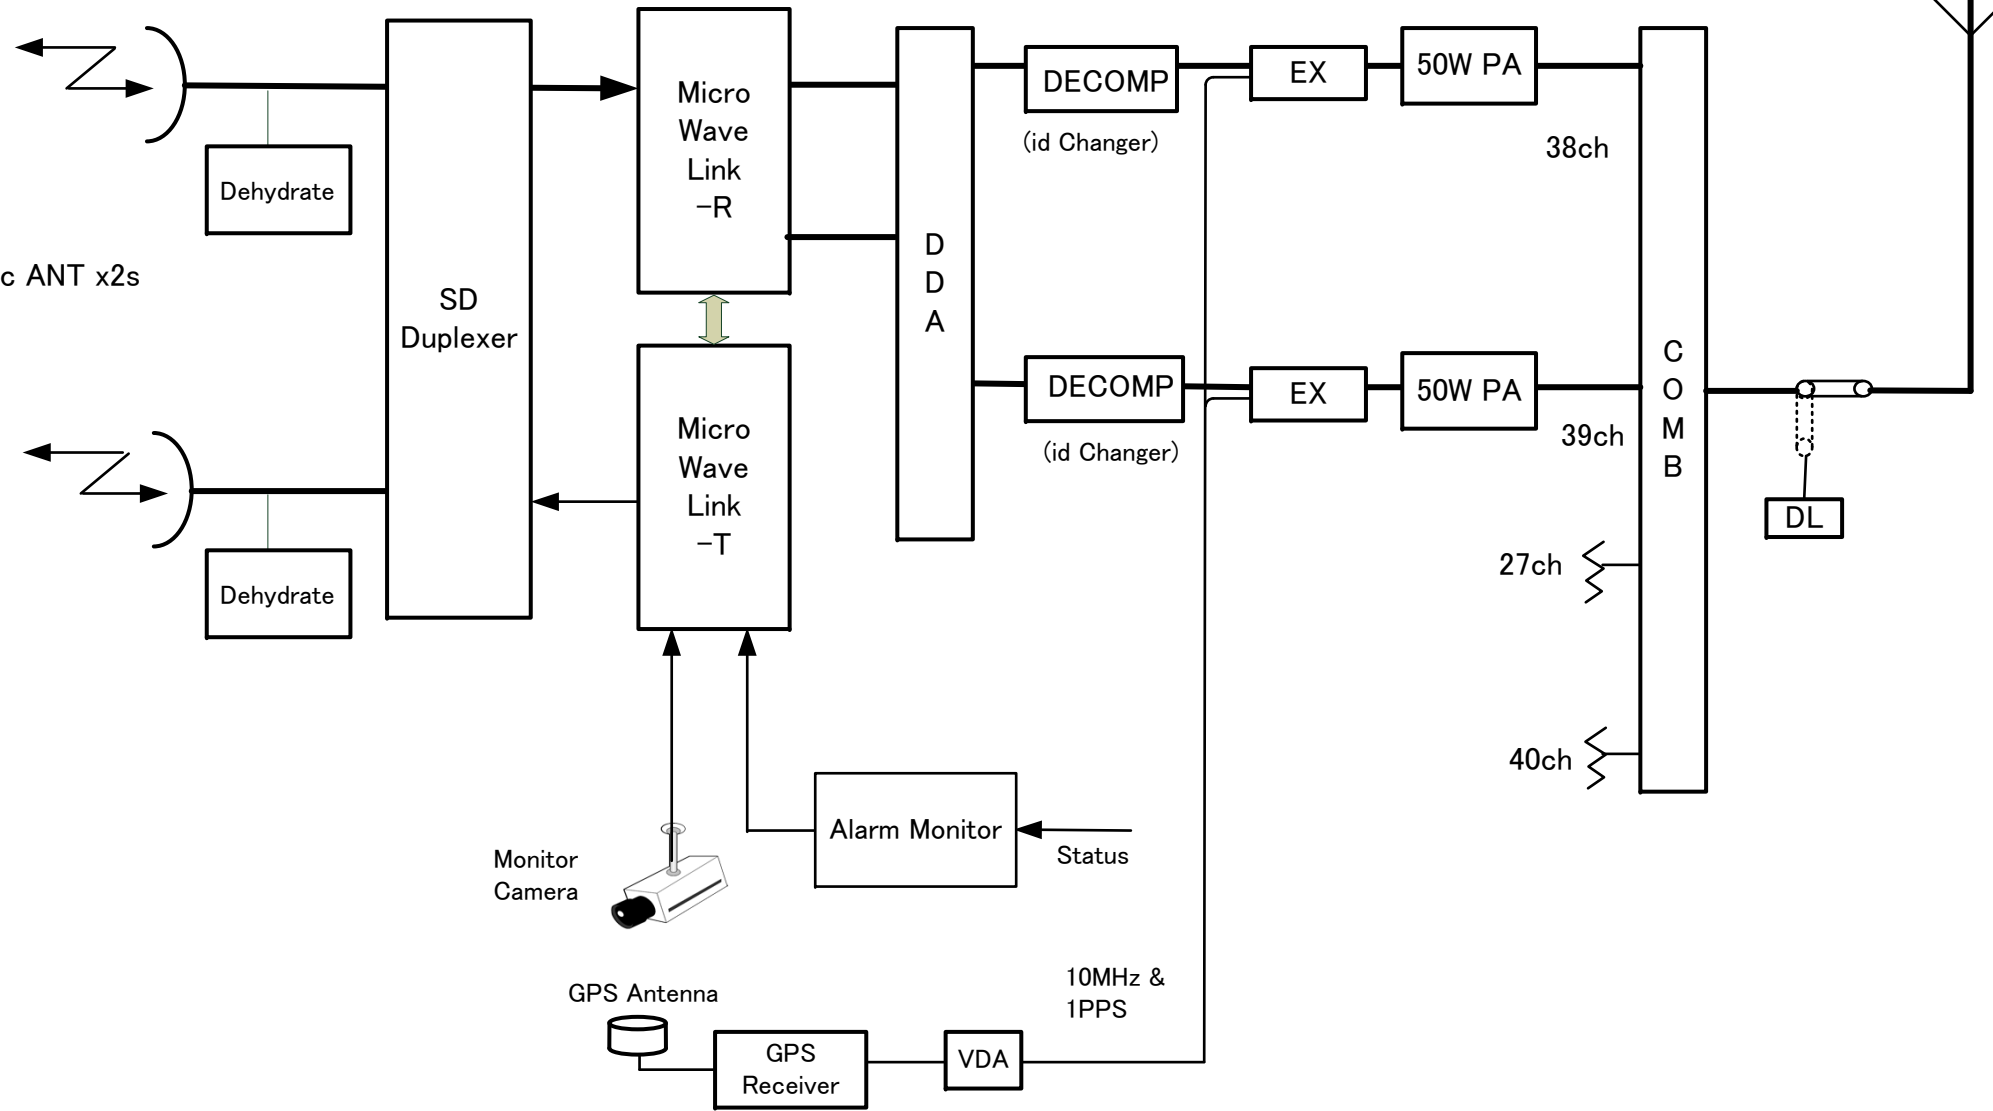 Micro
Wave
Link
-R
DECOMP
(id Changer)
EX
50W PA
38ch
Dehydrate
c ANT x2s
SD
Duplexer
D
D
A
DECOMP
(id Changer)
EX
50W PA
39ch
C
O
M
B
Micro
Wave
Link
-T
DL
27ch
Dehydrate
40ch
Alarm Monitor
Status
Monitor
Camera
10MHz &
1PPS
GPS Antenna
GPS
Receiver
VDA